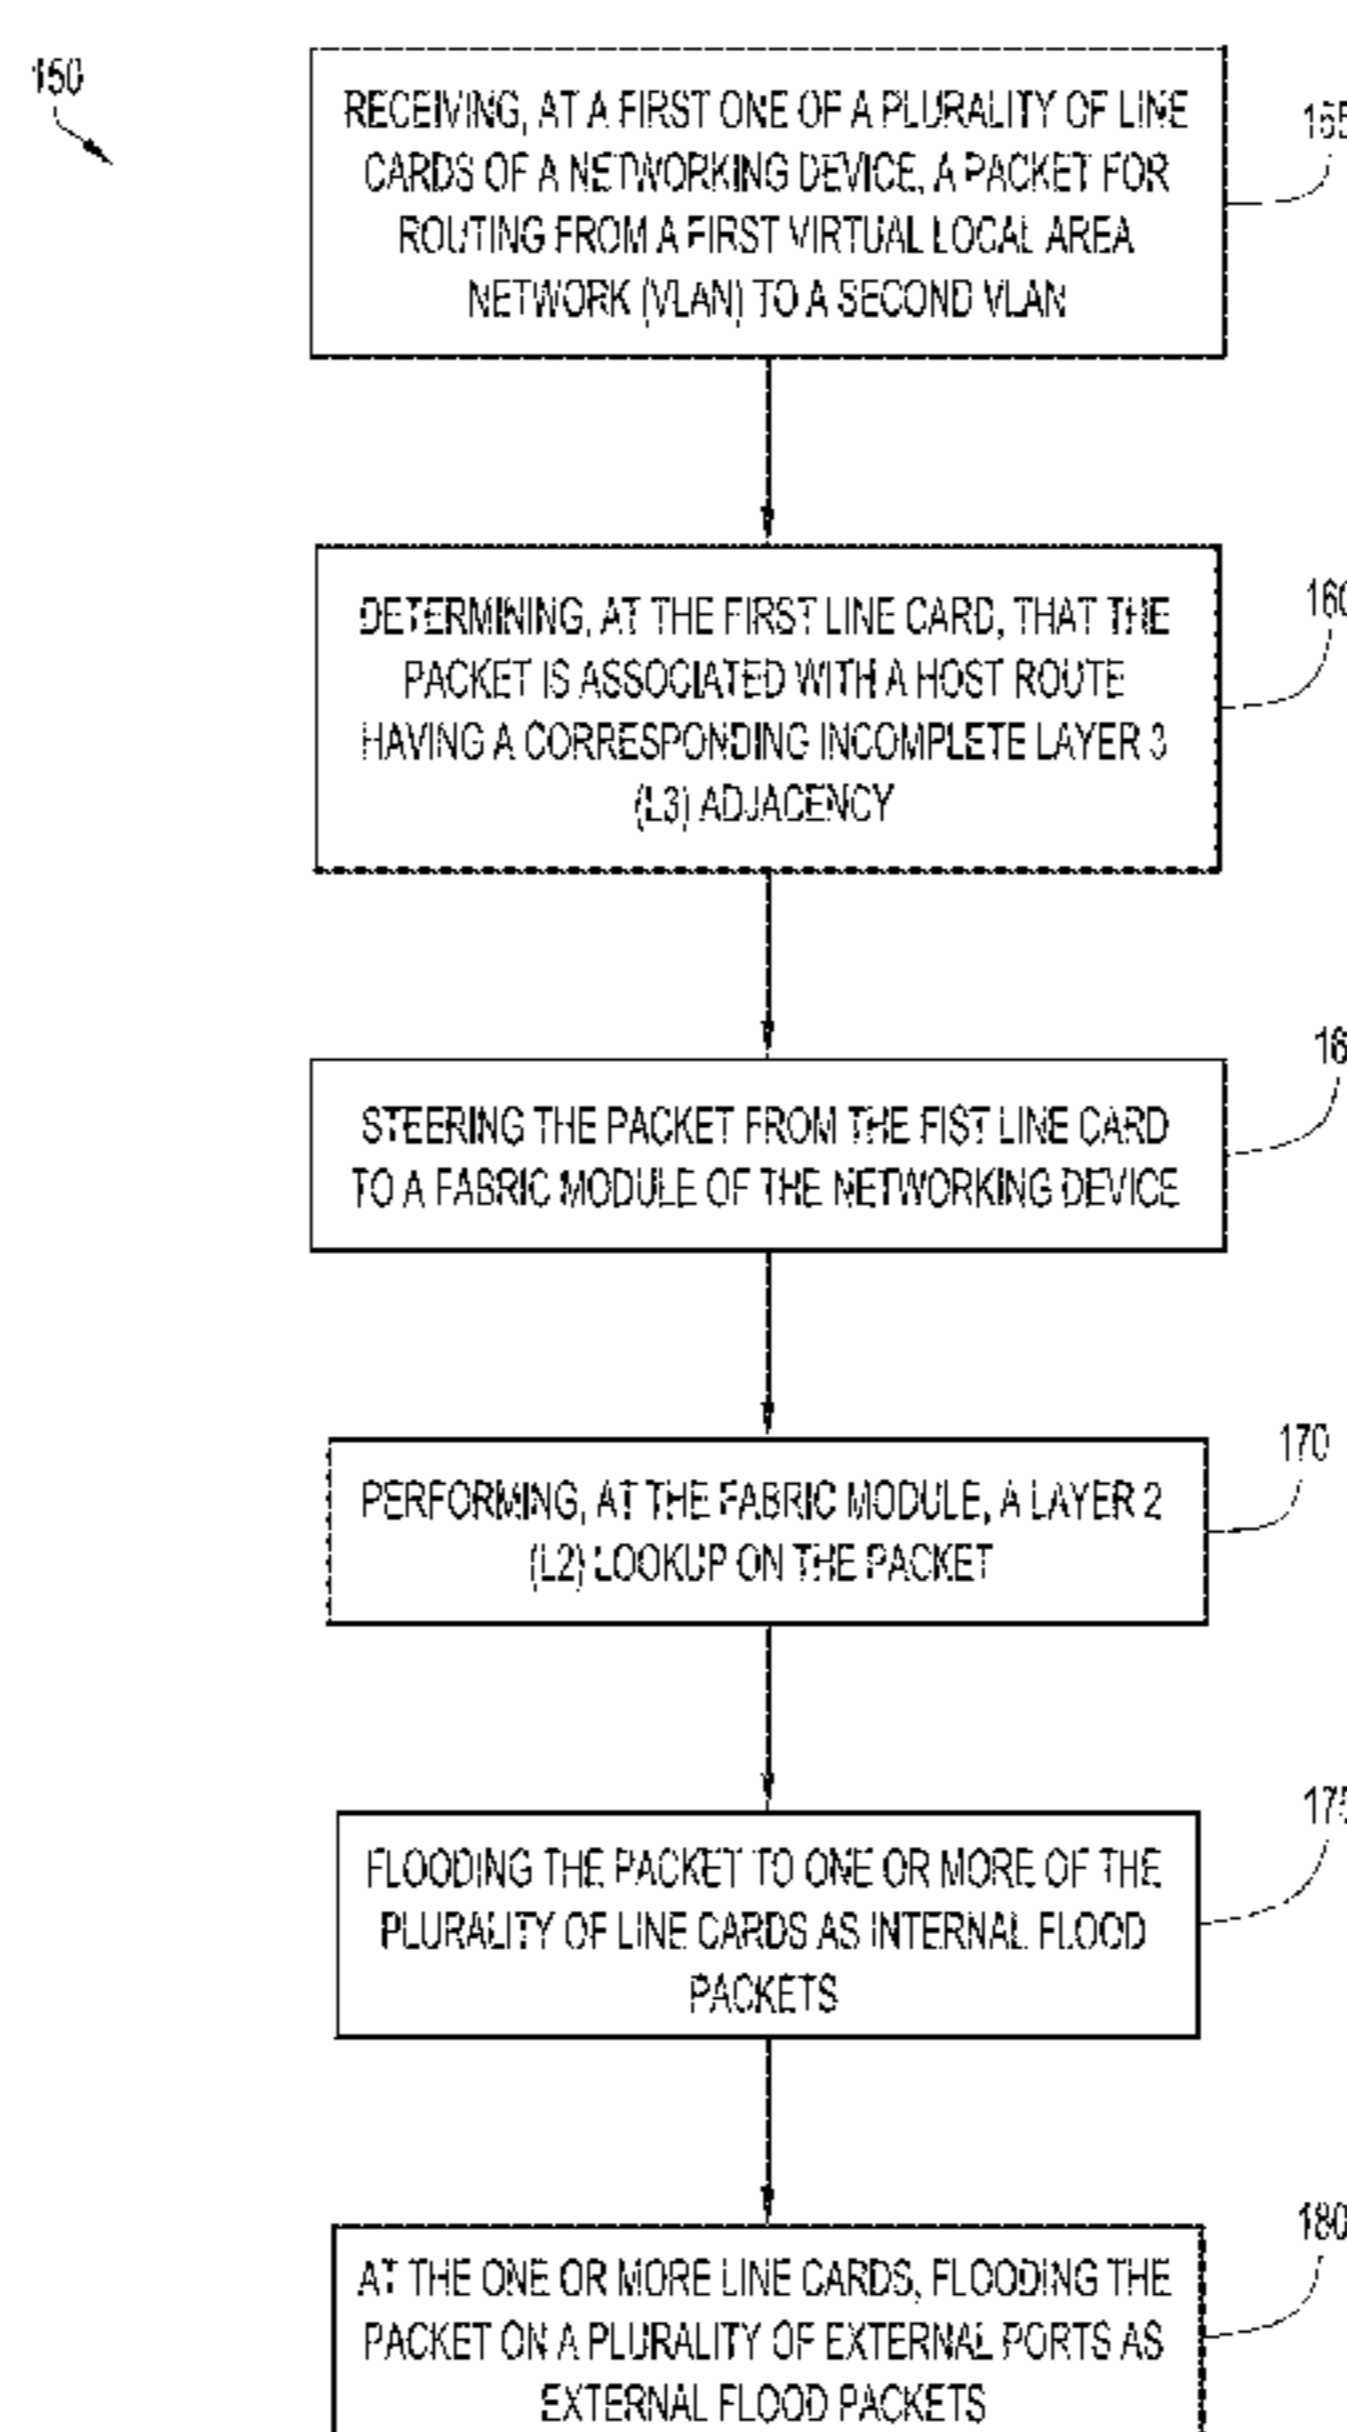 150
RECEIVING, AT A FIRST ONE OF A PLURALITY OF LINE
CARDS OF A NETWORKING DEVICE, A PACKET FOR
ROUTING FROM A FIRST VIRTUAL LOCAL AREA
NETWORK (VLAN) TO A SECOND VLAN
155
DETERMINING, AT THE FIRST LINE CARD, THAT THE
PACKET IS ASSOCIATED WITH A HOST ROUTE
HAVING A CORRESPONDING INCOMPLETE LAYER 3
(L3) ADJACENCY
160
STEERING THE PACKET FROM THE FIST LINE CARD
TO A FABRIC MODULE OF THE NETWORKING DEVICE
16
PERFORMING, AT THE FABRIC MODULE, A LAYER 2
(L2) LOOKUP ON THE PACKET
170
FLOODING THE PACKET TO ONE OR MORE OF THE
PLURALITY OF LINE CARDS AS INTERNAL FLOOD
PACKETS
175
AT THE ONE OR MORE LINE CARDS, FLOODING THE
PACKET ON A PLURALITY OF EXTERNAL PORTS AS
EXTERNAL FLOOD PACKETS
180